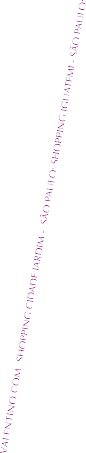 VALENTINO.COM SHOPPING CIDADE JARDIM - SÃO PAULO SHOPPING IGUATEMI - SÃO PAULO